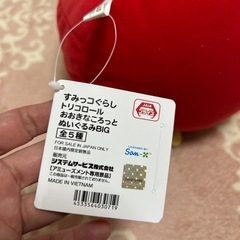 すみっコぐらし
トリコロール
おおきなころっと
ぬいぐるみBIG
全5種
FOR SALE IN JAPAN ONLY
日本国内限定販売品
販売元
システムサービス株式会社
【アミューズメント専用景品】
MADE IN VIETNAM
San-X
4533564030719